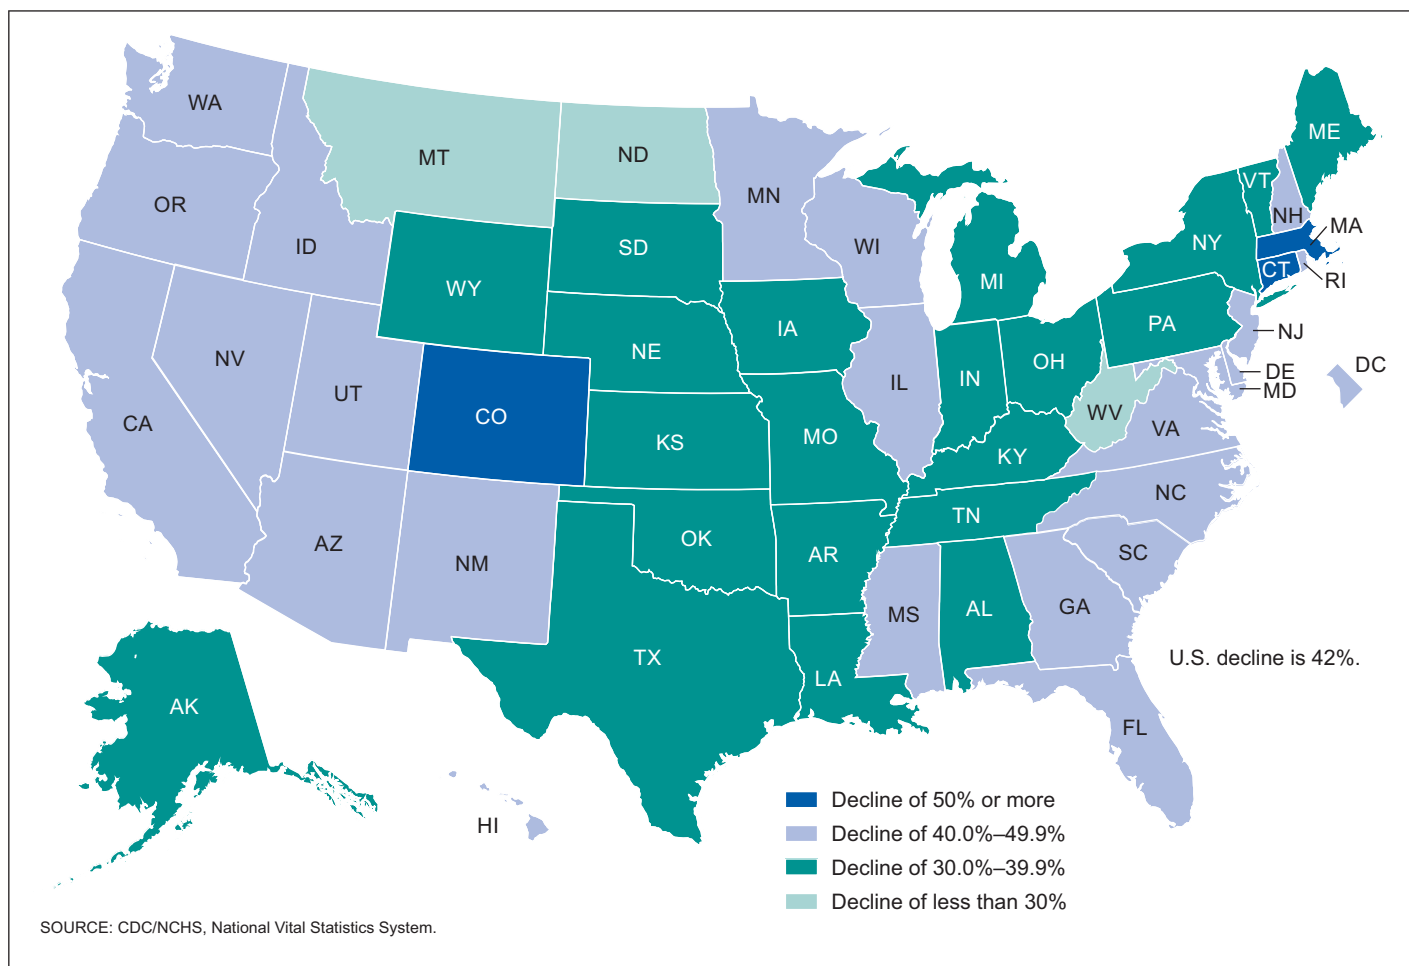 WA
MT
ND
MN
OR
ID
SD
WI
WY
MI
NY
VT
NH
ME
MA
CT
RI
IA
NE
PA
NJ
NV
UT
CO
IL
IN
OH
DE
MD
DC
CA
KS
MO
WV
VA
KY
NC
AZ
NM
OK
AR
TN
SC
MS
AL
GA
TX
LA
U.S. decline is 42%.
AK
FL
HI
Decline of 50% or more
Decline of 40.0%–49.9%
Decline of 30.0%–39.9%
Decline of less than 30%
SOURCE: CDC/NCHS, National Vital Statistics System.